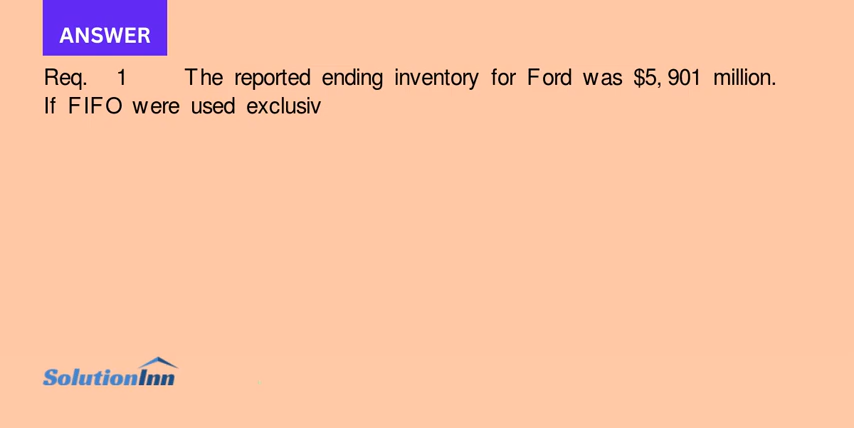 ANSWER
Req. 1 The reported ending inventory for Ford was $5, 901 million.
If FIFO were used exclusiv
SolutionInn